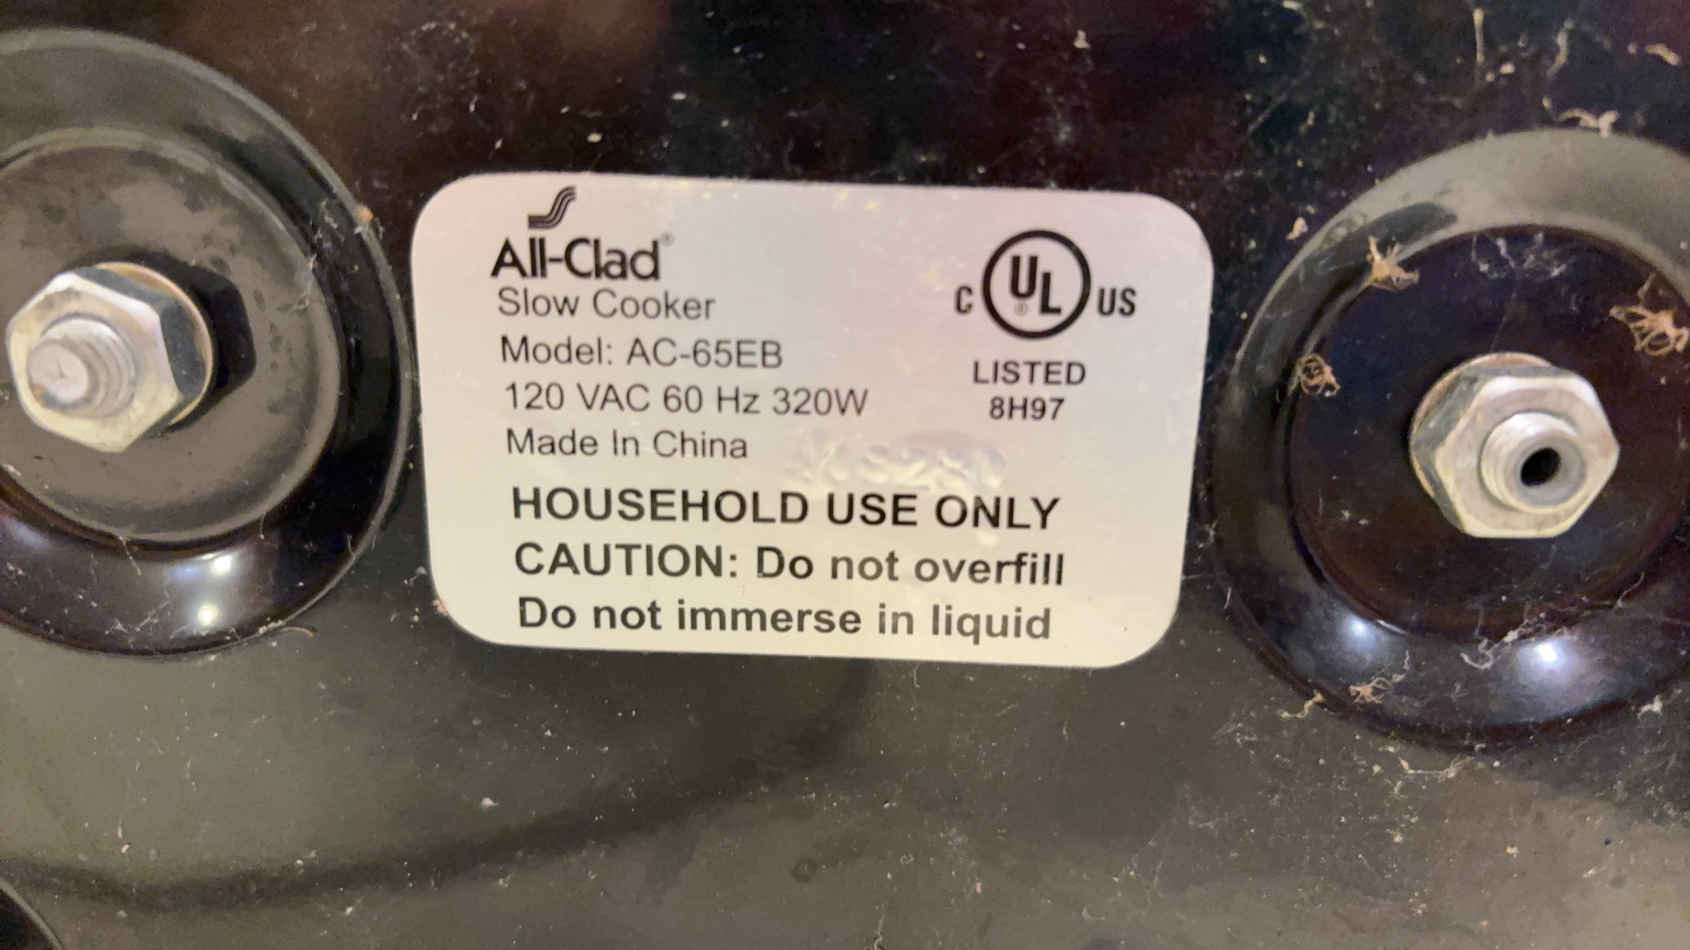 All-Clad®
Slow Cooker
Model: AC-65EB
120 VAC 60 Hz 320W
Made In China
C UL® US
LISTED
8H97
HOUSEHOLD USE ONLY
CAUTION: Do not overfill
Do not immerse in liquid